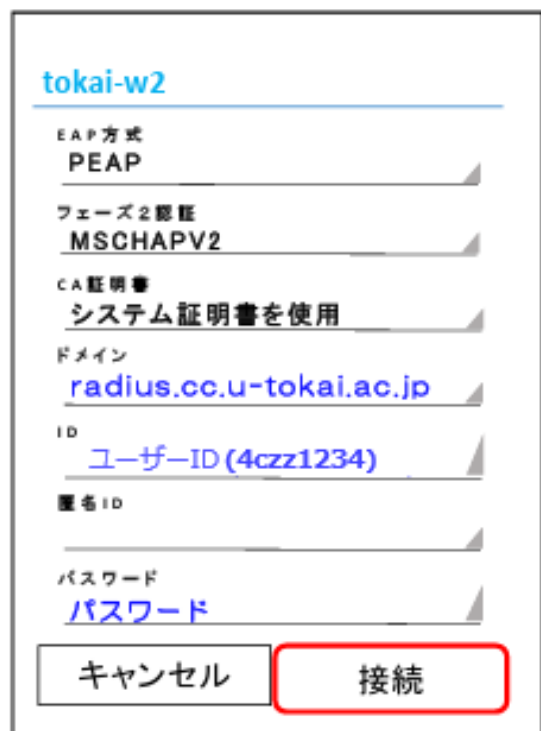 tokai-w2
EAP方式
PEAP
フェーズ2認証
MSCHAPV2
CA証明書
システム証明書を使用
ドメイン
radius.cc.u-tokai.ac.jp
ID
ユーザーID(4czz1234)
匿名ID
パスワード
パスワード
キャンセル
接続